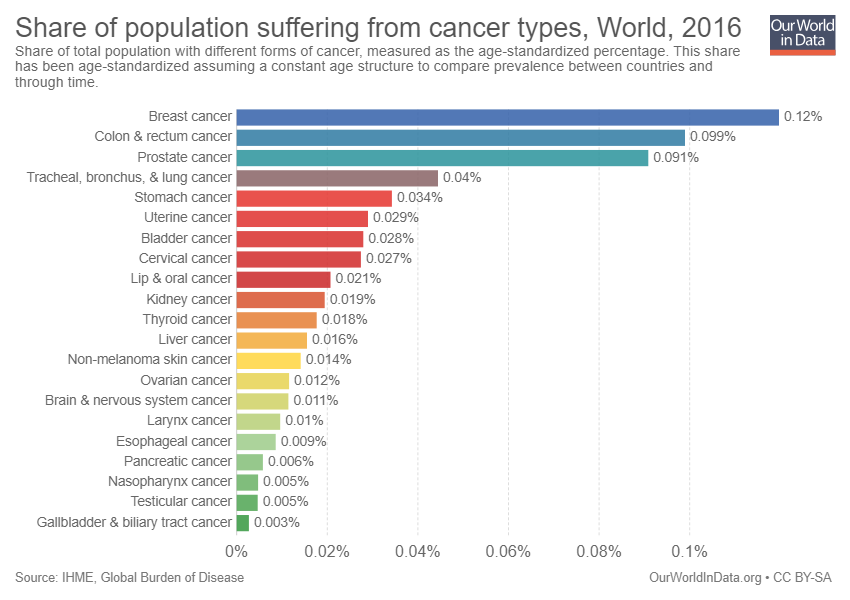 Share of population suffering from cancer types, World, 2016
Our World
in Data
Share of total population with different forms of cancer, measured as the age-standardized percentage. This share
has been age-standardized assuming a constant age structure to compare prevalence between countries and
through time.
Breast cancer 0.12%
Colon & rectum cancer 0.099%
Prostate cancer 0.091%
Tracheal, bronchus, & lung cancer 0.04%
Stomach cancer 0.034%
Uterine cancer 0.029%
Bladder cancer 0.028%
Cervical cancer 0.027%
Lip & oral cancer 0.021%
Kidney cancer 0.019%
Thyroid cancer 0.018%
Liver cancer 0.016%
Non-melanoma skin cancer 0.014%
Ovarian cancer 0.012%
Brain & nervous system cancer 0.011%
Larynx cancer 0.01%
Esophageal cancer 0.009%
Pancreatic cancer 0.006%
Nasopharynx cancer 0.005%
Testicular cancer 0.005%
Gallbladder & biliary tract cancer 0.003%
0% 0.02% 0.04% 0.06% 0.08% 0.1%
Source: IHME, Global Burden of Disease OurWorldInData.org • CC BY-SA